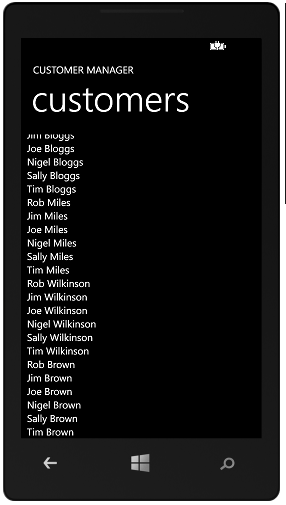 CUSTOMER MANAGER
customers
Jim Bloggs
Joe Bloggs
Nigel Bloggs
Sally Bloggs
Tim Bloggs
Rob Miles
Jim Miles
Joe Miles
Nigel Miles
Sally Miles
Tim Miles
Rob Wilkinson
Jim Wilkinson
Joe Wilkinson
Nigel Wilkinson
Sally Wilkinson
Tim Wilkinson
Rob Brown
Jim Brown
Joe Brown
Nigel Brown
Sally Brown
Tim Brown